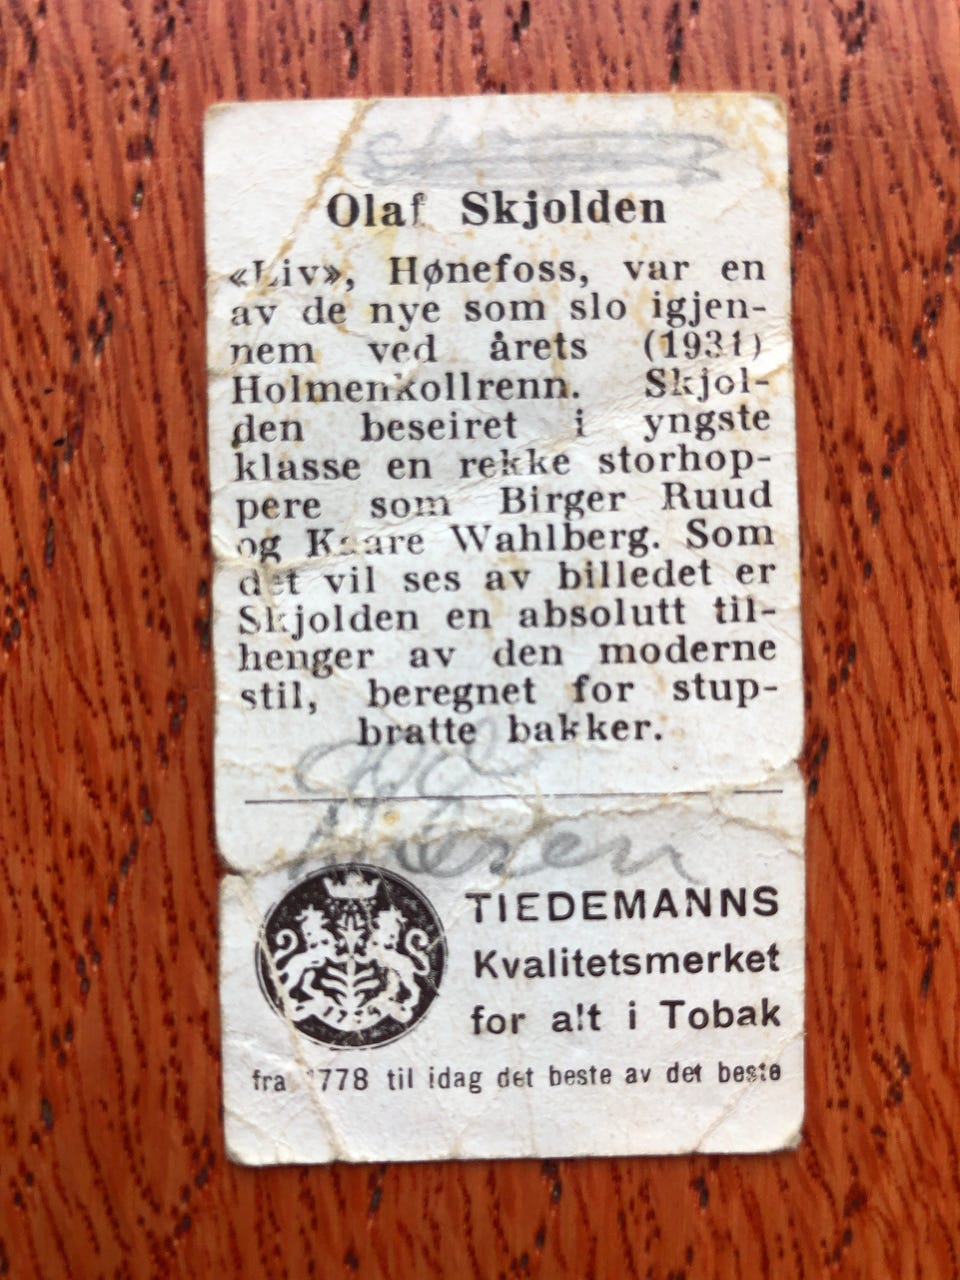 Olaf Skjolden
«Liv», Hønefoss, var en
av de nye som slo igjen-
nem ved årets (1931)
Holmenkollrenn. Skjol-
den beseiret i yngste
klasse en rekke storhop-
pere som Birger Ruud
og Kaare Wahlberg. Som
det vil ses av billedet er
Skjolden en absolutt til-
henger av den moderne
stil, beregnet for stup-
bratte bakker.
TIEDEMANNS
Kvalitetsmerket
for alt i Tobak
fra 1778 til idag det beste av det beste